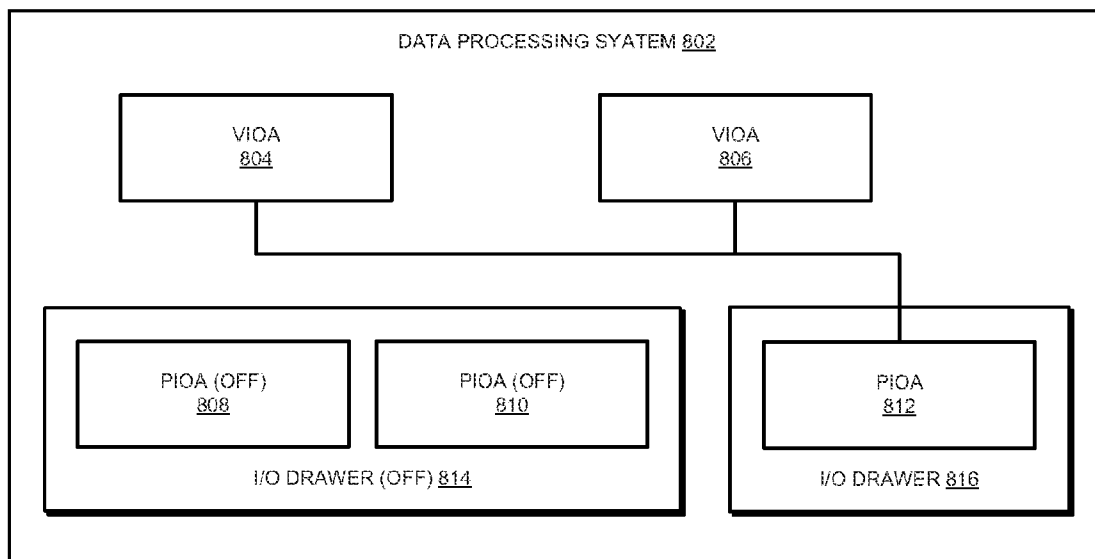 DATA PROCESSING SYATEM 802
VIOA
804
VIOA
806
PIOA (OFF)
808
PIOA (OFF)
810
PIOA
812
I/O DRAWER (OFF) 814
I/O DRAWER 816